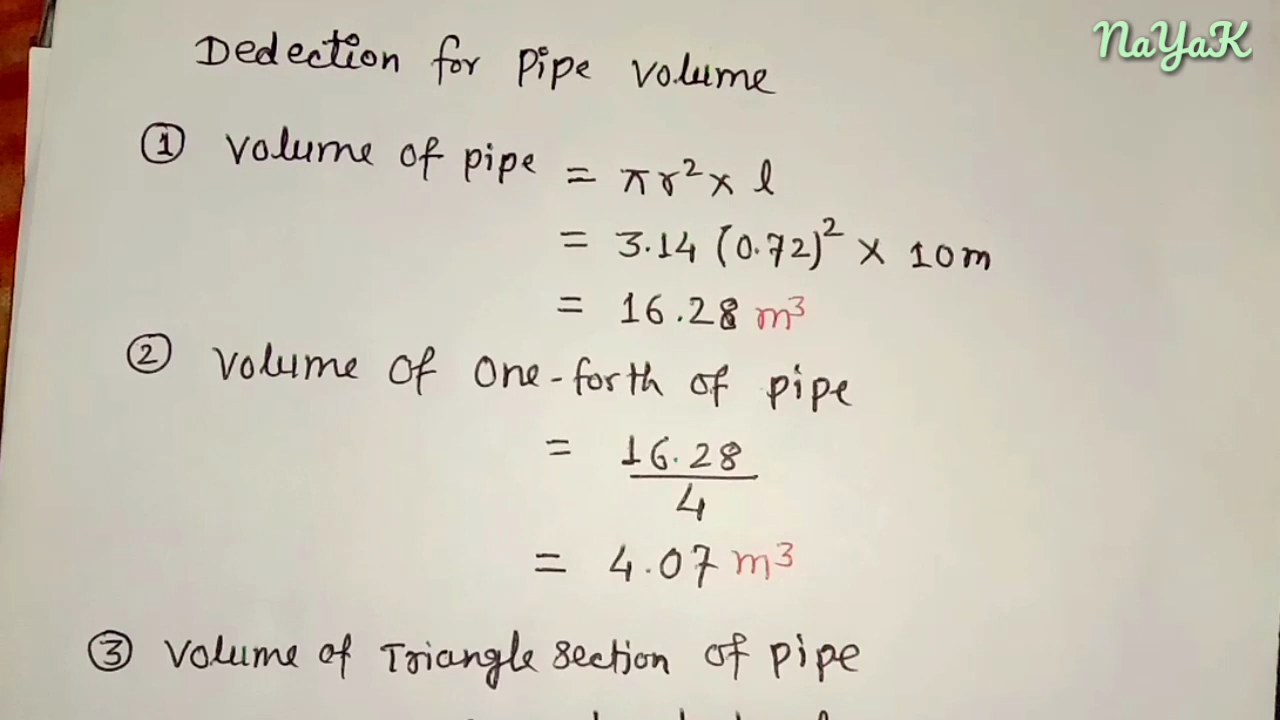 NaYaK
Dedection for Pipe volume
① volume of pipe = πr² × l
= 3.14 (0.72)² × 10m
= 16.28 m³
② volume of one-forth of pipe
= 16.28
4
= 4.07 m³
③ volume of Triangle section of pipe